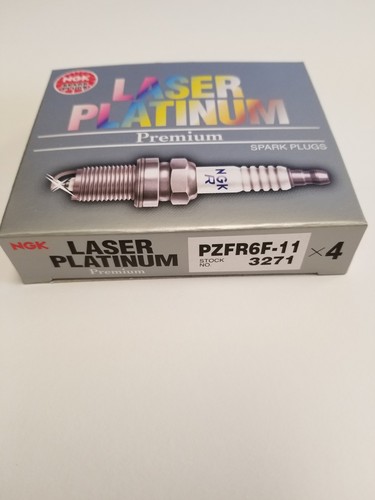 NGK
LASER
PLATINUM
Premium
SPARK PLUGS
NGK
R
NGK
LASER
PLATINUM
Premium
PZFR6F-11
STOCK
NO.
3271
×4